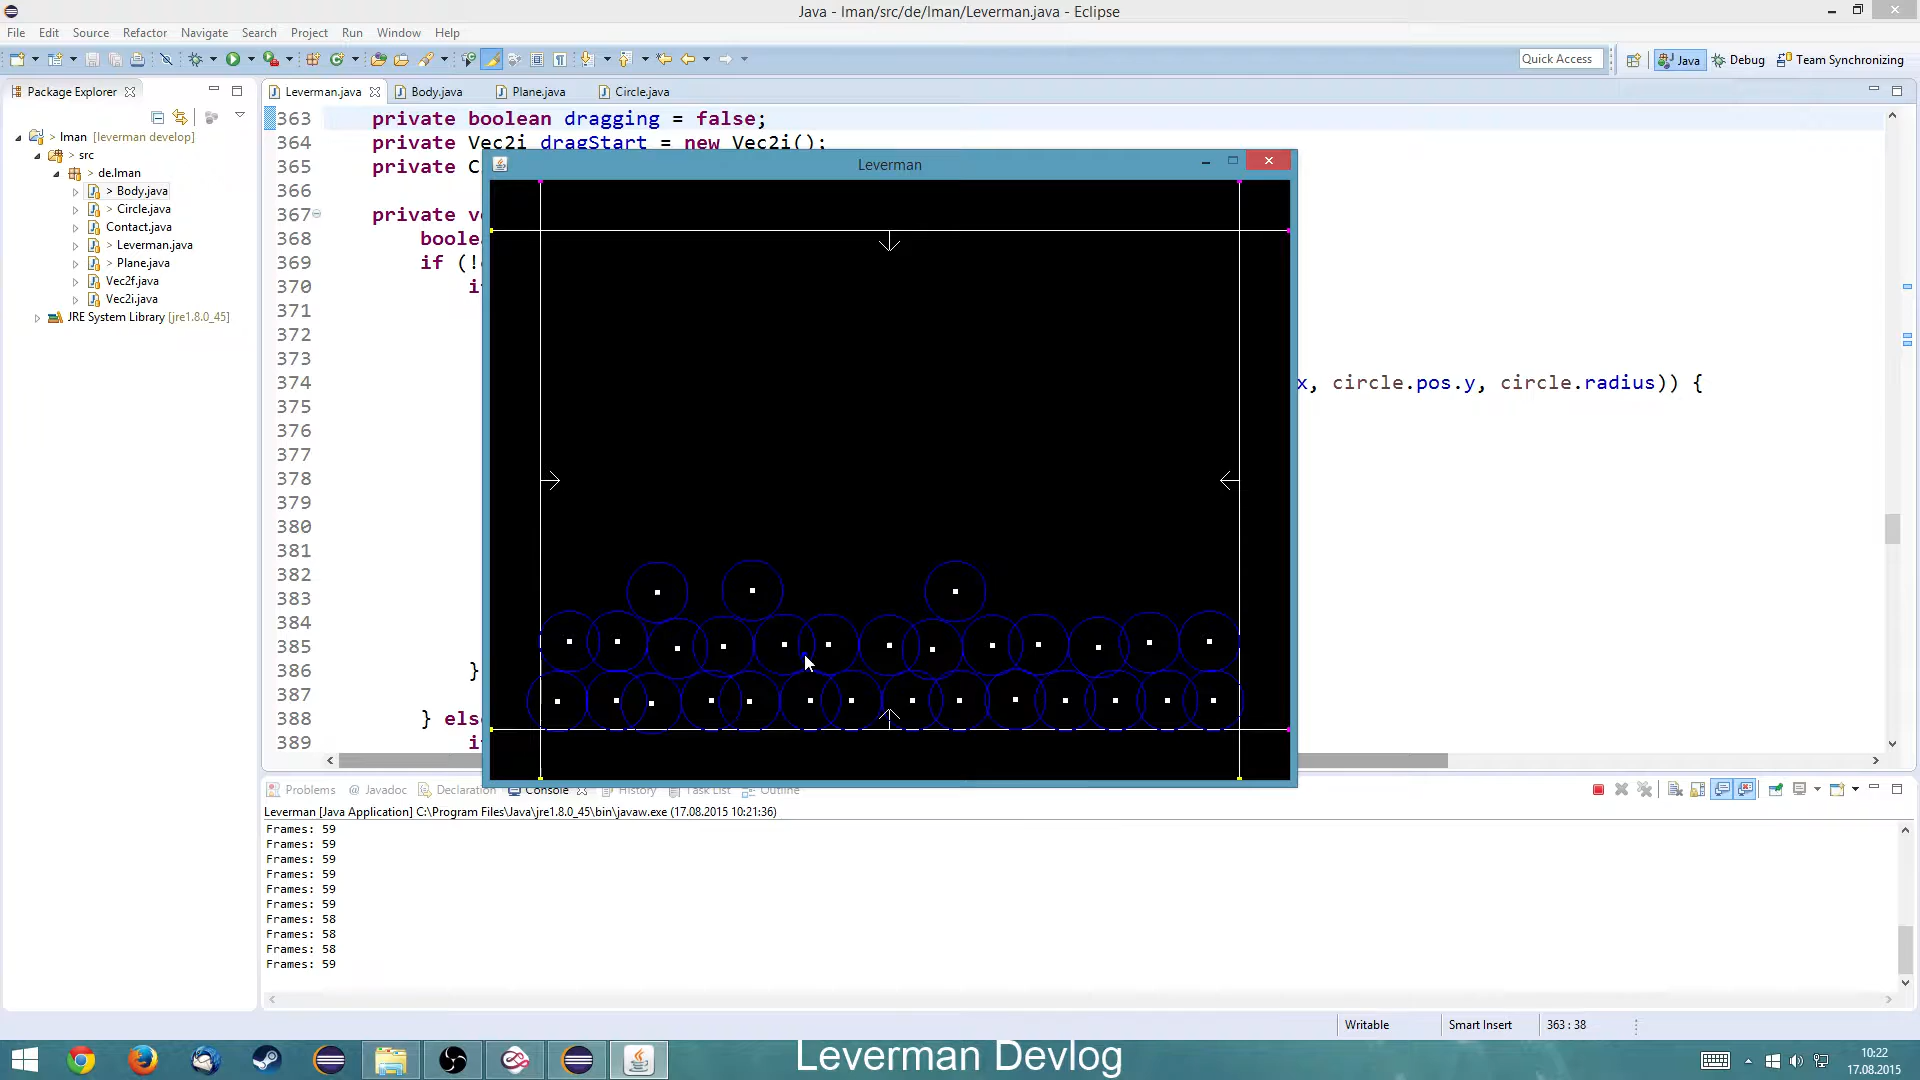 Java - lman/src/de/lman/Leverman.java - Eclipse
File Edit Source Refactor Navigate Search Project Run Window Help
Quick Access Java Debug Team Synchronizing
Package Explorer
> lman [leverman develop]
> src
> de.lman
> Body.java
> Circle.java
Contact.java
> Leverman.java
> Plane.java
Vec2f.java
Vec2i.java
JRE System Library [jre1.8.0_45]
Leverman.java Body.java Plane.java Circle.java
363 private boolean dragging = false;
364 private Vec2i dragStart = new Vec2i();
365 private C
366
367 private v
368 boole
369 if (!
370 i
371
372
373
374 x, circle.pos.y, circle.radius)) {
375
376
377
378
379
380
381
382
383
384
385
386 }
387
388 } els
389 i
Leverman
Problems @ Javadoc Declaration Console History Task List Outline
Leverman [Java Application] C:\Program Files\Java\jre1.8.0_45\bin\javaw.exe (17.08.2015 10:21:36)
Frames: 59
Frames: 59
Frames: 59
Frames: 59
Frames: 59
Frames: 59
Frames: 58
Frames: 58
Frames: 58
Frames: 59
Writable Smart Insert 363 : 38
Leverman Devlog
10:22
17.08.2015